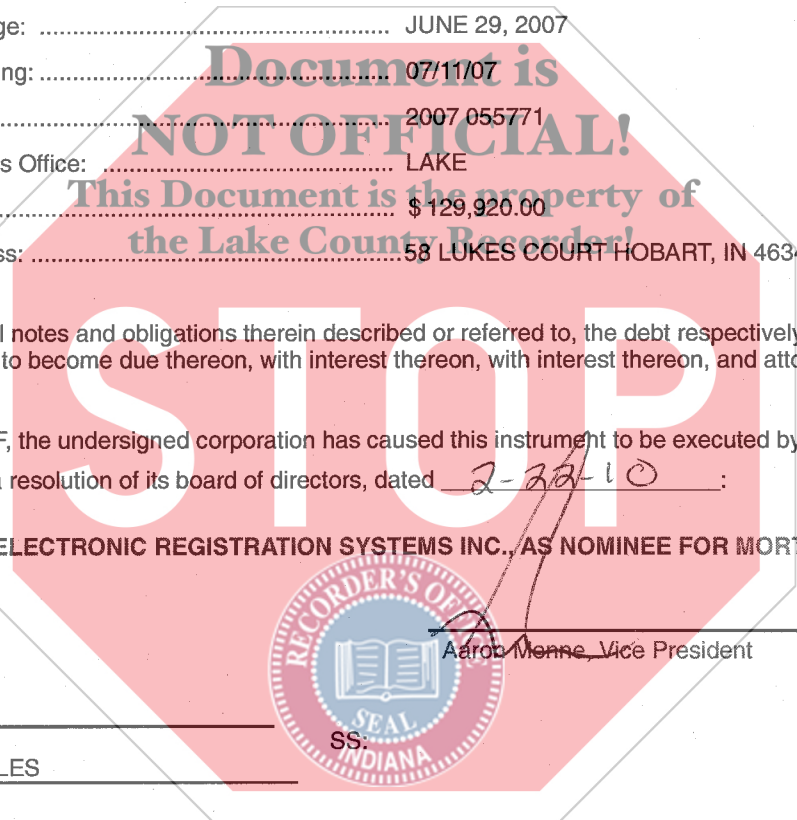 ge: ................................................ JUNE 29, 2007
Document is
ng: ................................................ 07/11/07
................................................ 2007 055771
NOT OFFICIAL!
s Office: ................................................ LAKE
This Document is the property of
................................................ $ 129,920.00
the Lake County Recorder!
ss: ................................................ 58 LUKES COURT HOBART, IN 4634
STOP
l notes and obligations therein described or referred to, the debt respectively
to become due thereon, with interest thereon, with interest thereon, and atto
F, the undersigned corporation has caused this instrument to be executed by
a resolution of its board of directors, dated 2-22-10 :
ELECTRONIC REGISTRATION SYSTEMS INC., AS NOMINEE FOR MORT
Aaron Menne, Vice President
RECORDER'S OFFICE
SEAL
INDIANA
SS:
LES